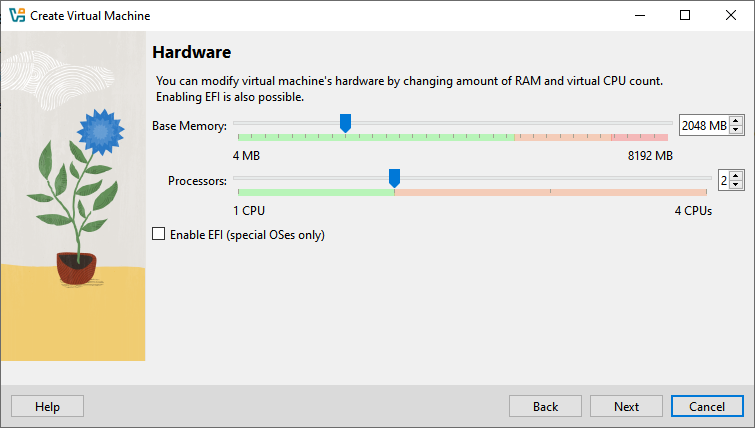 Create Virtual Machine
Hardware
You can modify virtual machine's hardware by changing amount of RAM and virtual CPU count.
Enabling EFI is also possible.
Base Memory: 2048 MB
4 MB 8192 MB
Processors: 2
1 CPU 4 CPUs
Enable EFI (special OSes only)
Help Back Next Cancel